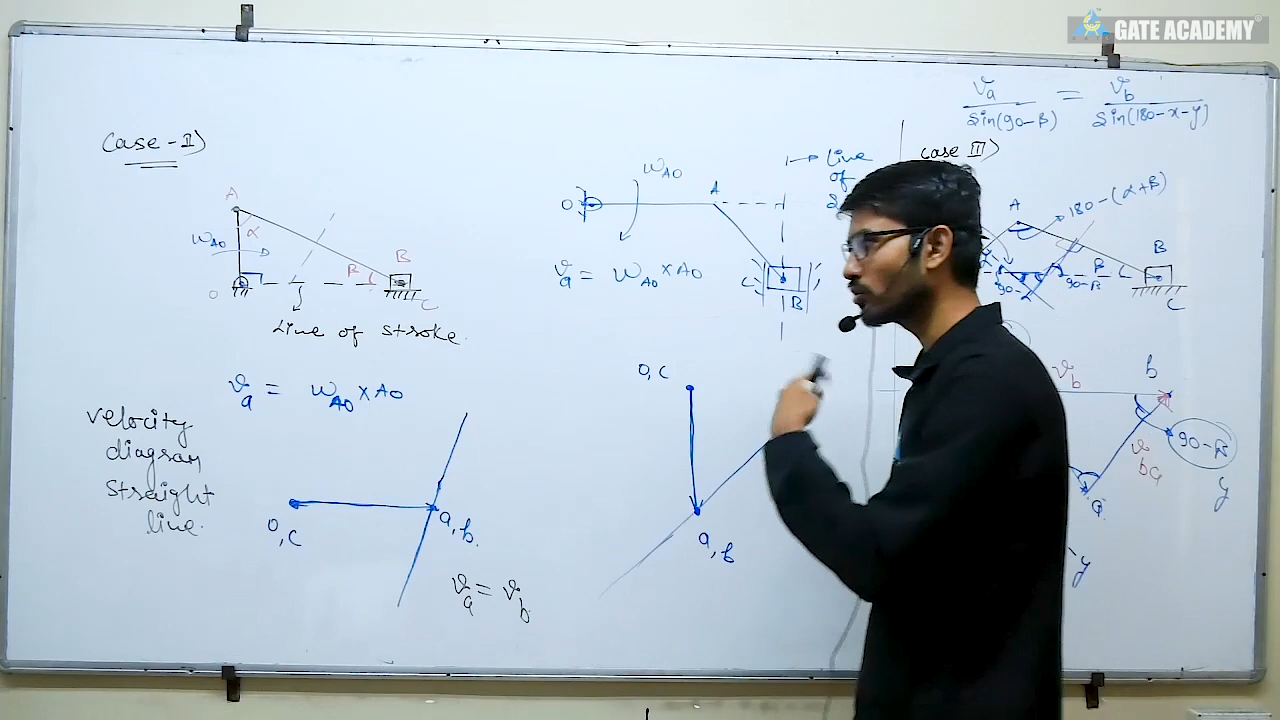 GATE ACADEMY
Case - II)
A
α
ω_AO
O
β
B
C
Line of stroke
v_a = ω_AO × AO
velocity
diagram
straight
line.
O, C
a, b.
v_a = v_b
O
ω_AO
A
Line
of
v_a = ω_AO × AO
C
B
O, C
a, b
v_a / sin(90-β) = v_b / sin(180-x-y)
Case III)
A
180-(α+β)
B
β
90-β
C
v_b
b
90-β
y
v_ba
a